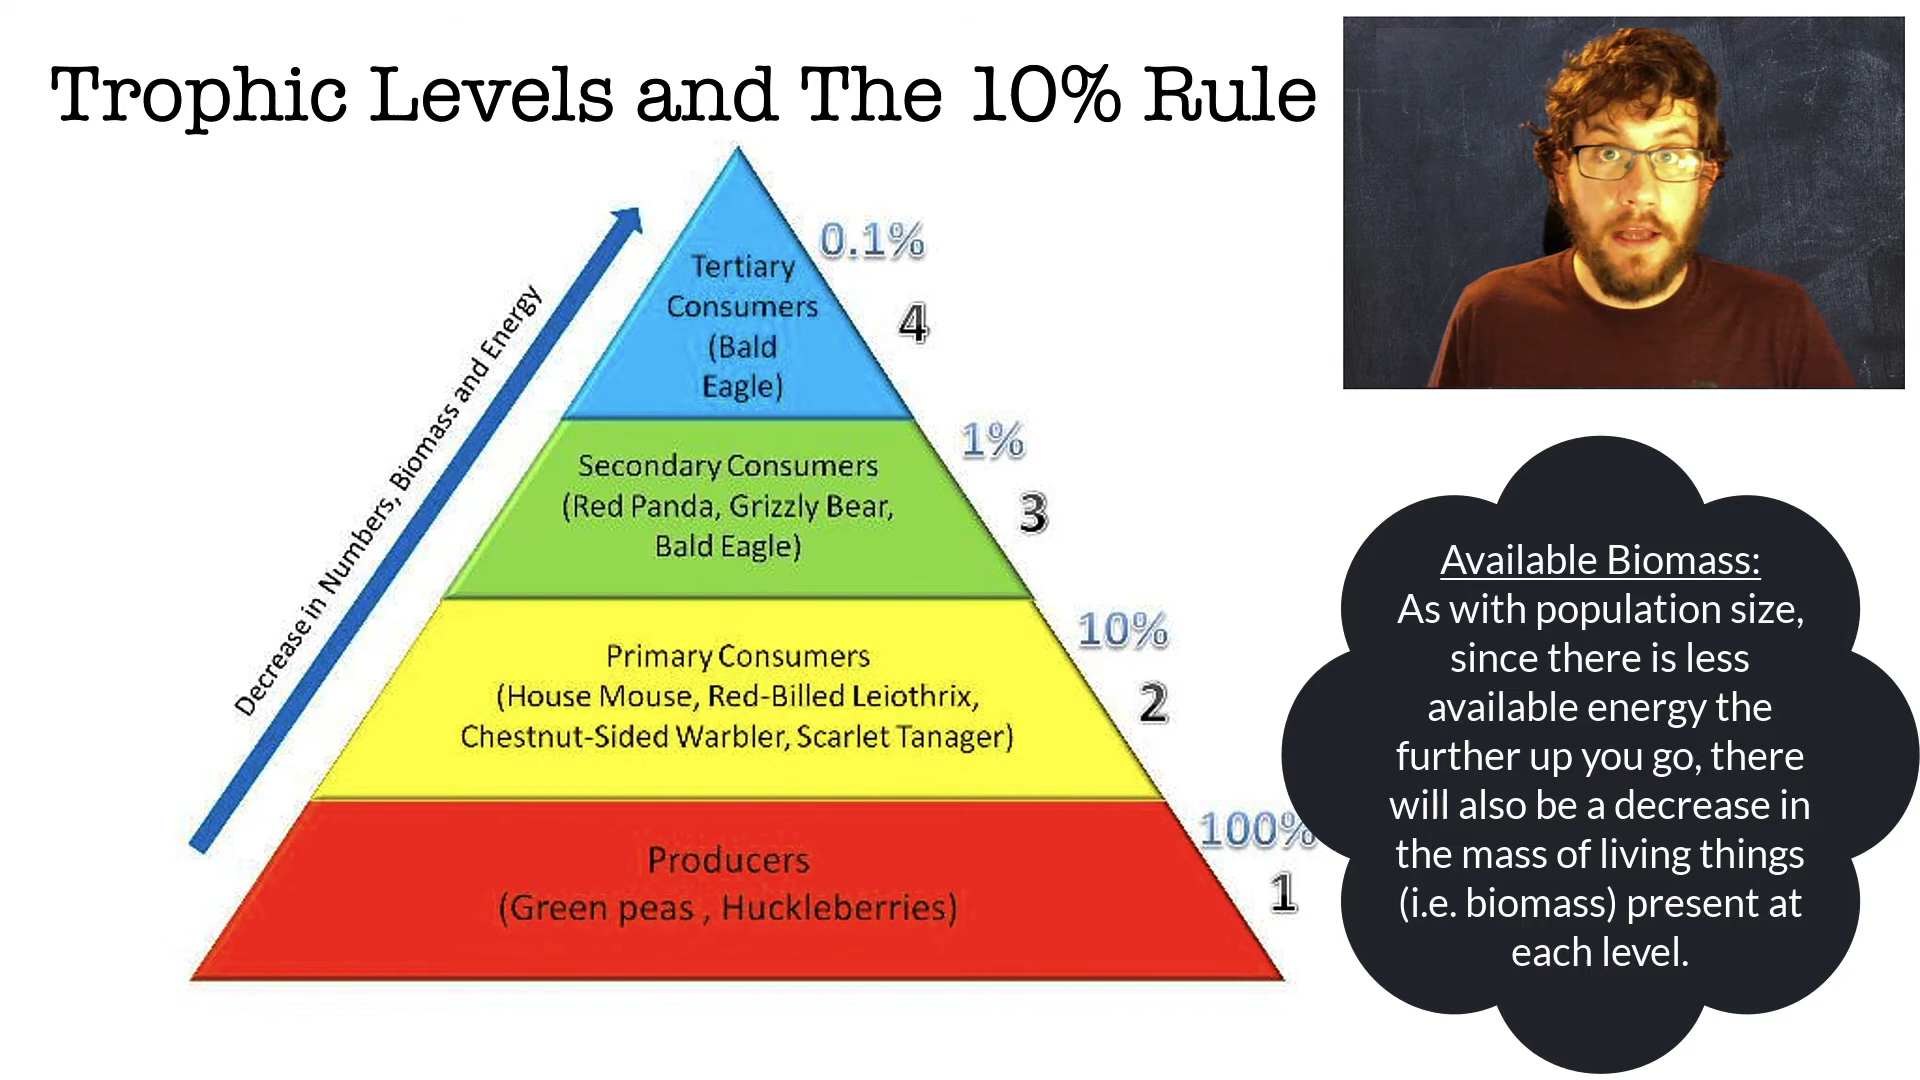 Trophic Levels and The 10% Rule
Decrease in Numbers, Biomass and Energy
0.1%
Tertiary
Consumers
(Bald
Eagle)
4
1%
Secondary Consumers
(Red Panda, Grizzly Bear,
Bald Eagle)
3
10%
Primary Consumers
(House Mouse, Red-Billed Leiothrix,
Chestnut-Sided Warbler, Scarlet Tanager)
2
100%
Producers
(Green peas , Huckleberries)
1
Available Biomass:
As with population size,
since there is less
available energy the
further up you go, there
will also be a decrease in
the mass of living things
(i.e. biomass) present at
each level.